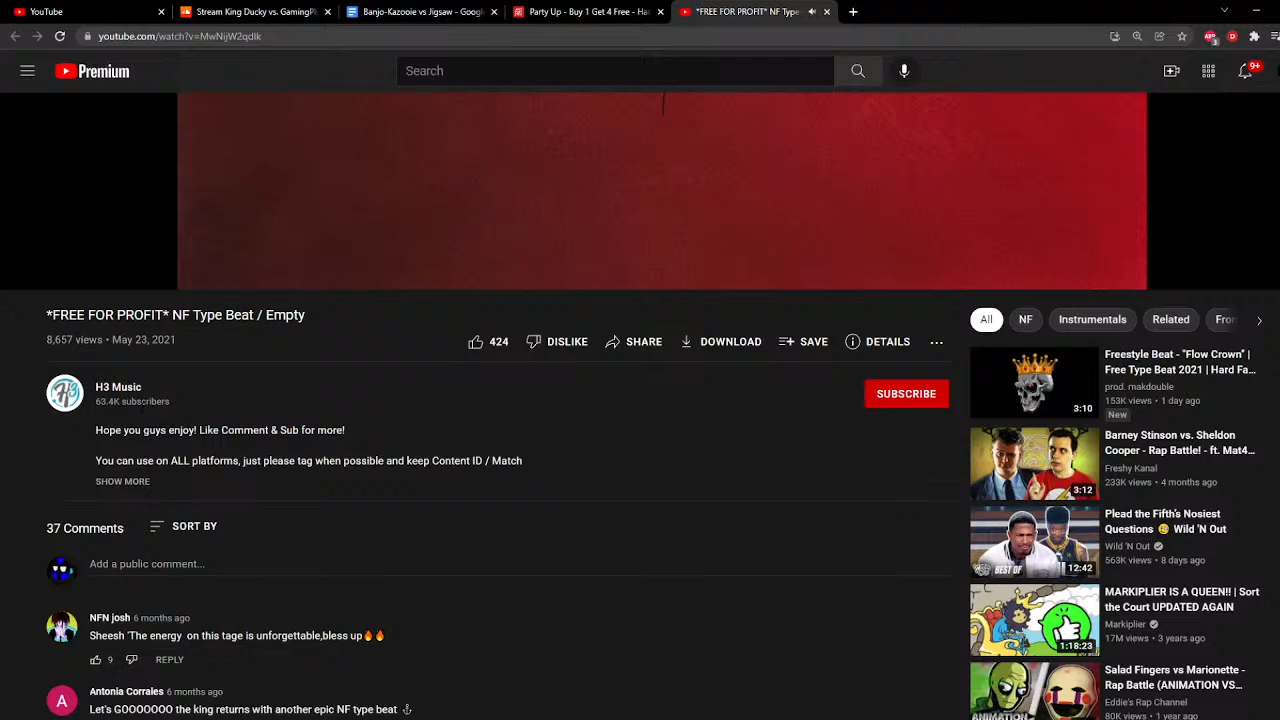 YouTube
Stream King Ducky vs. GamingPl
Banjo-Kazooie vs Jigsaw - Googl
Party Up - Buy 1 Get 4 Free - Ha
*FREE FOR PROFIT* NF Type
youtube.com/watch?v=MwNijW2qdIk
3
Premium
Search
9+
*FREE FOR PROFIT* NF Type Beat / Empty
8,657 views • May 23, 2021
424
DISLIKE
SHARE
DOWNLOAD
SAVE
DETAILS
H3
H3 Music
63.4K subscribers
SUBSCRIBE
Hope you guys enjoy! Like Comment & Sub for more!
You can use on ALL platforms, just please tag when possible and keep Content ID / Match
SHOW MORE
37 Comments
SORT BY
Add a public comment...
NFN josh 6 months ago
Sheesh 'The energy on this tage is unforgettable,bless up🔥🔥
9
REPLY
A
Antonia Corrales 6 months ago
Let's GOOOOOOO the king returns with another epic NF type beat
All
NF
Instrumentals
Related
Fro
3:10
Freestyle Beat - "Flow Crown" |
Free Type Beat 2021 | Hard Fa...
prod. makdouble
153K views • 1 day ago
New
3:12
Barney Stinson vs. Sheldon
Cooper - Rap Battle! - ft. Mat4...
Freshy Kanal
233K views • 4 months ago
BEST OF
12:42
Plead the Fifth's Nosiest
Questions 🤫 Wild 'N Out
Wild 'N Out
563K views • 8 days ago
1:18:23
MARKIPLIER IS A QUEEN!! | Sort
the Court UPDATED AGAIN
Markiplier
17M views • 3 years ago
ANIMATION
Salad Fingers vs Marionette -
Rap Battle (ANIMATION VS...
Eddie's Rap Channel
80K views • 1 year ago